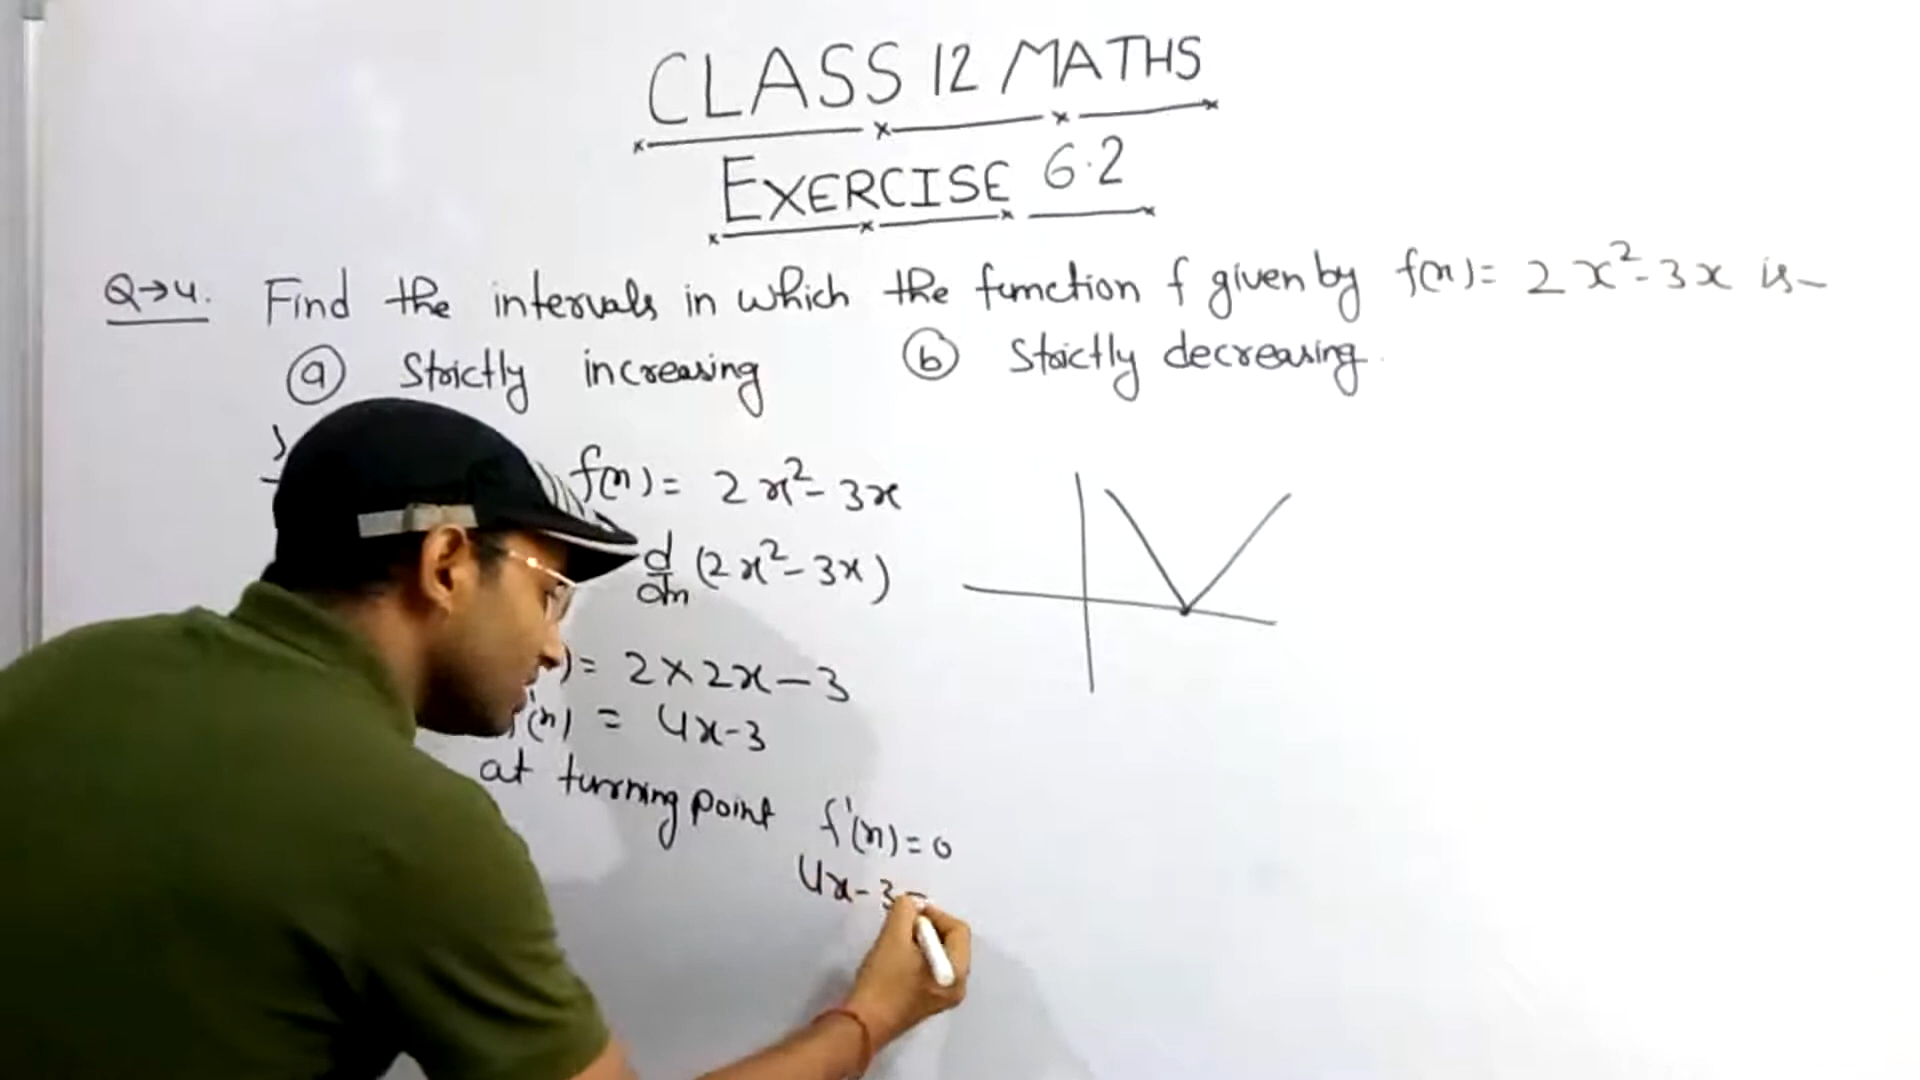 CLASS 12 MATHS
EXERCISE 6.2
Q→4. Find the intervals in which the function f given by f(x) = 2x²-3x is-
(a) Strictly increasing (b) Strictly decreasing.
f(x) = 2x²-3x
d/dx (2x²-3x)
)= 2×2x-3
'(x) = 4x-3
at turning point f'(x)=0
4x-3=